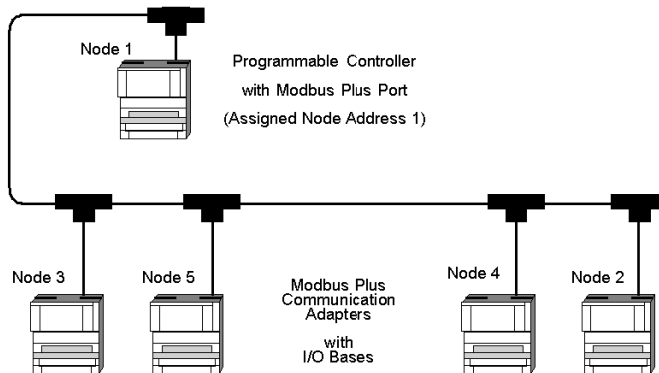 Node 1
Programmable Controller
with Modbus Plus Port
(Assigned Node Address 1)
Node 3
Node 5
Modbus Plus
Communication
Adapters
with
I/O Bases
Node 4
Node 2